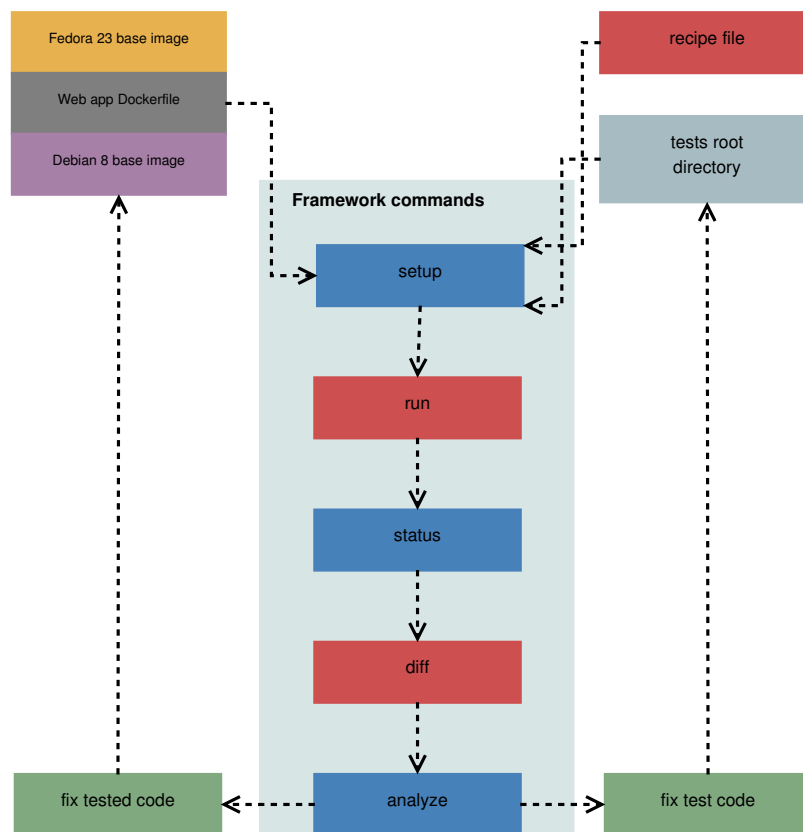 Fedora 23 base image
Web app Dockerfile
Debian 8 base image
recipe file
tests root
directory
Framework commands
setup
run
status
diff
fix tested code
analyze
fix test code